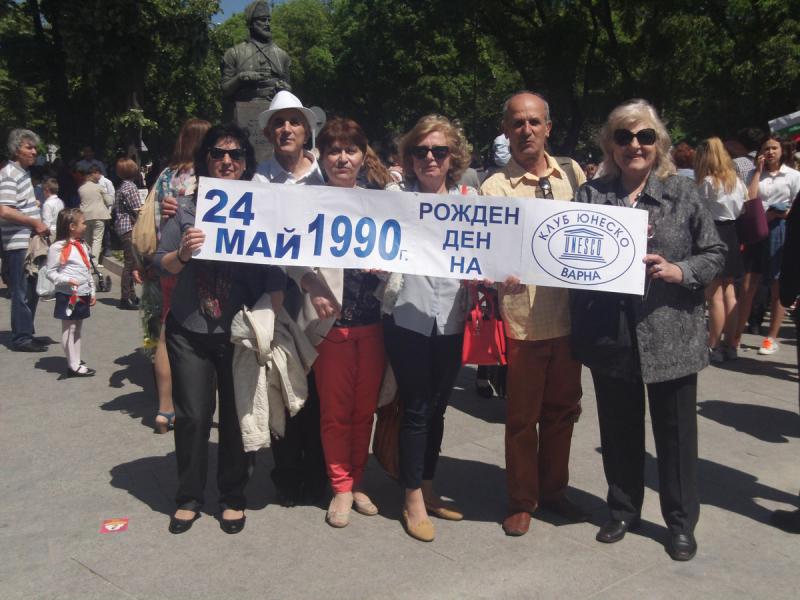 24
МАЙ 1990 г.
РОЖДЕН
ДЕН
НА
КЛУБ ЮНЕСКО
UNESCO
ВАРНА